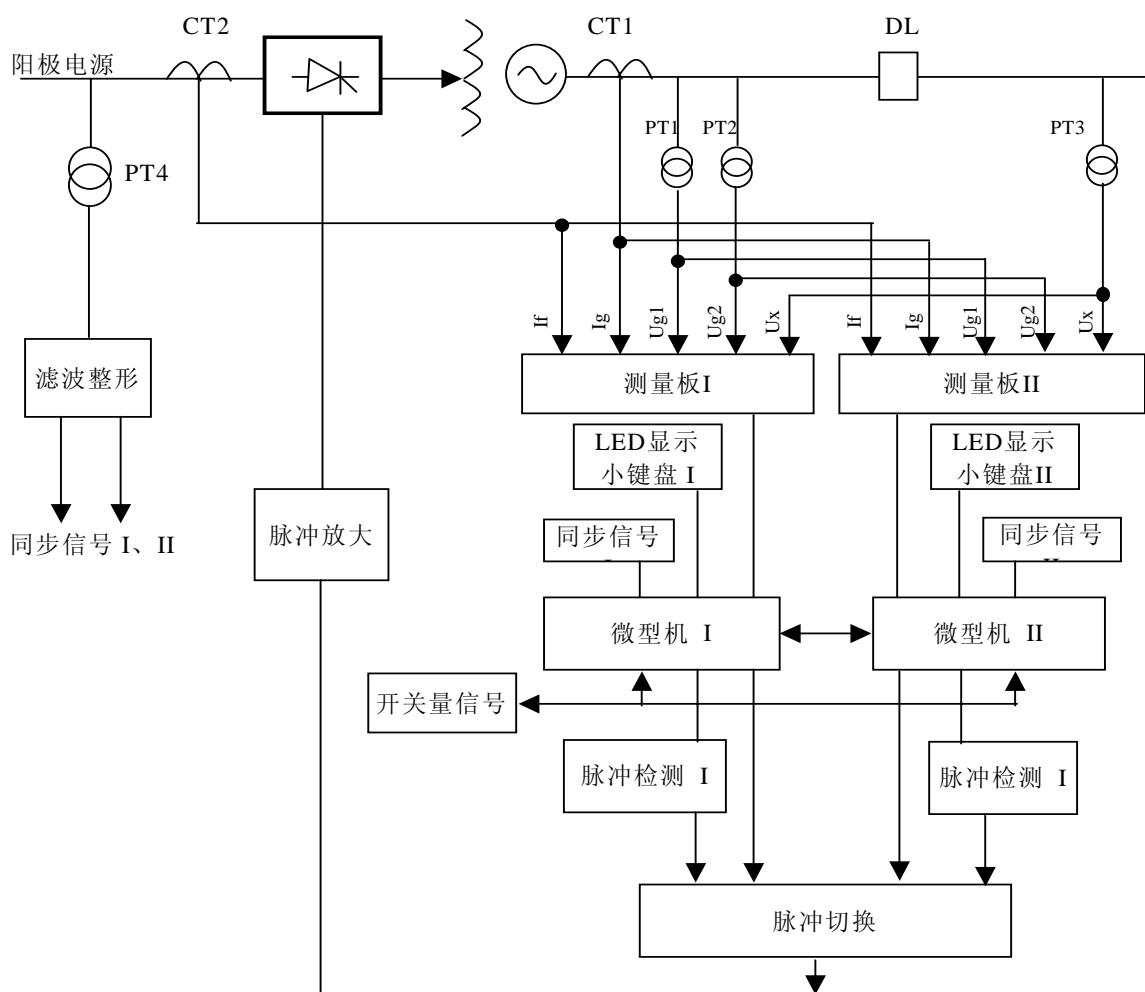 CT2
CT1
DL
阳极电源
PT1
PT2
PT3
PT4
If
Ig
Ug1
Ug2
Ux
If
Ig
Ug1
Ug2
Ux
滤波整形
测量板I
测量板II
LED显示
小键盘 I
LED显示
小键盘II
脉冲放大
同步信号
同步信号
同步信号 I、II
微型机 I
微型机 II
开关量信号
脉冲检测 I
脉冲检测 I
脉冲切换